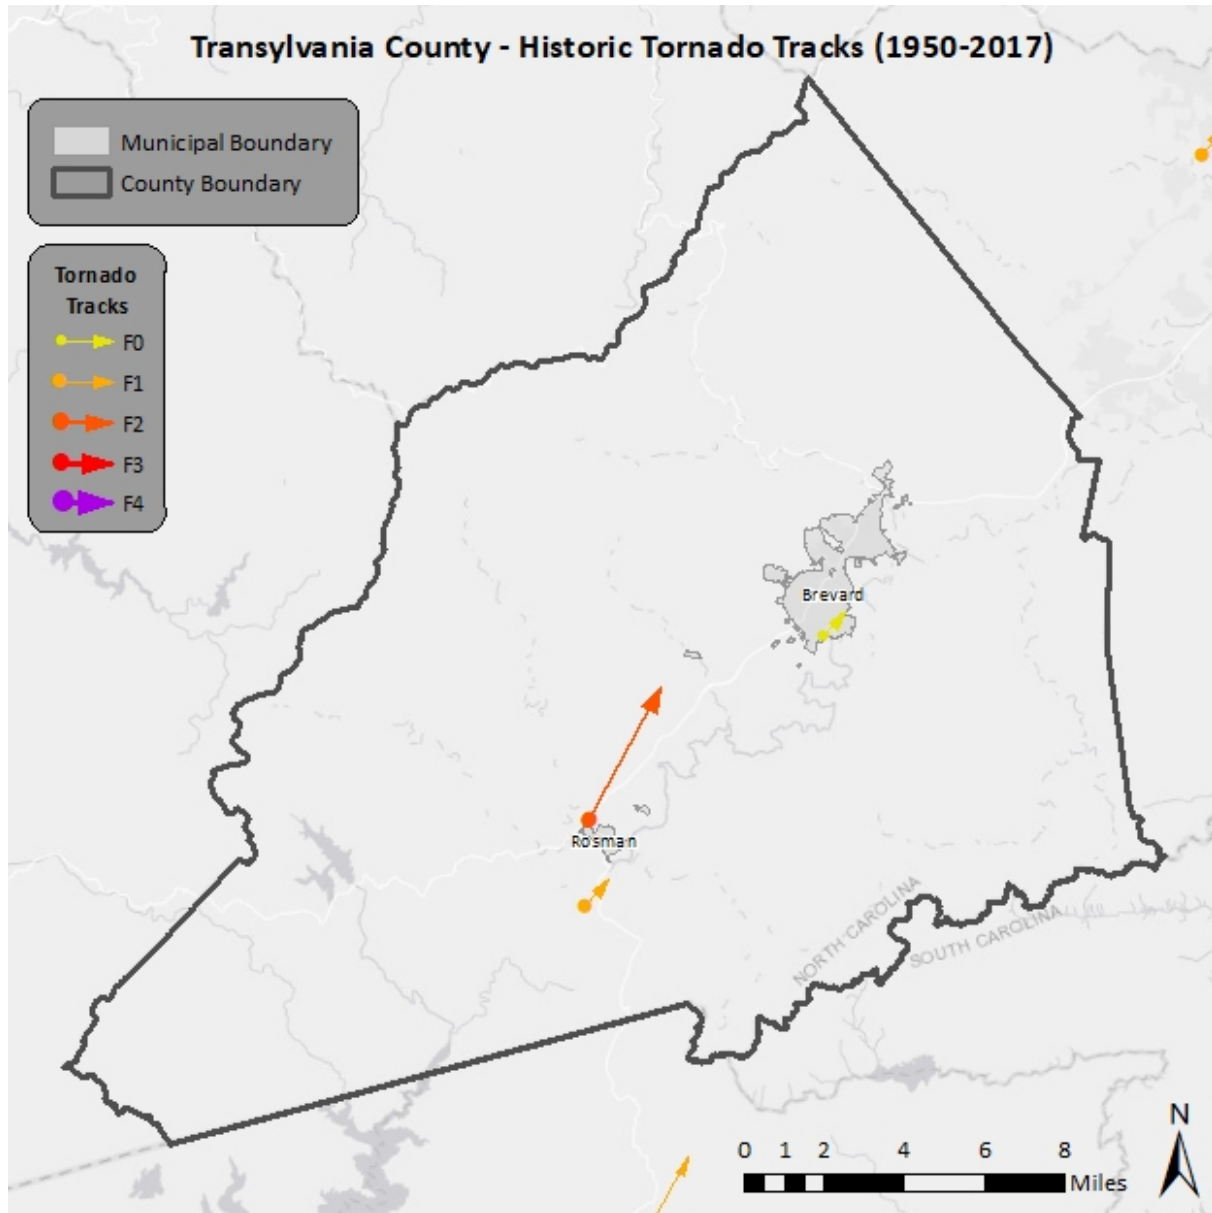 Transylvania County - Historic Tornado Tracks (1950-2017)
Municipal Boundary
County Boundary
Tornado
Tracks
F0
F1
F2
F3
F4
Brevard
Rosman
NORTH CAROLINA
SOUTH CAROLINA
N
0 1 2 4 6 8
Miles